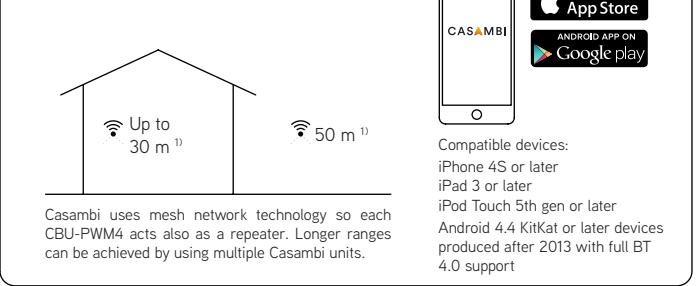 Up to
30 m 1)
50 m 1)
Casambi uses mesh network technology so each
CBU-PWM4 acts also as a repeater. Longer ranges
can be achieved by using multiple Casambi units.
CASAMBI
App Store
ANDROID APP ON
Google play
Compatible devices:
iPhone 4S or later
iPad 3 or later
iPod Touch 5th gen or later
Android 4.4 KitKat or later devices
produced after 2013 with full BT
4.0 support